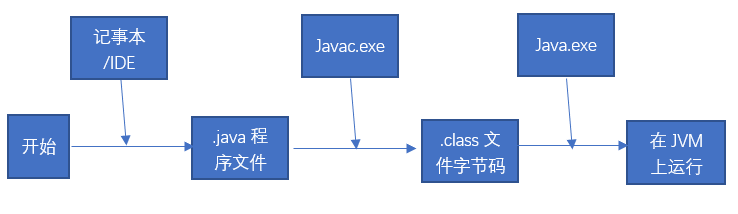 记事本
/IDE
Javac.exe
Java.exe
开始
.java 程
序文件
.class 文
件字节码
在 JVM
上运行